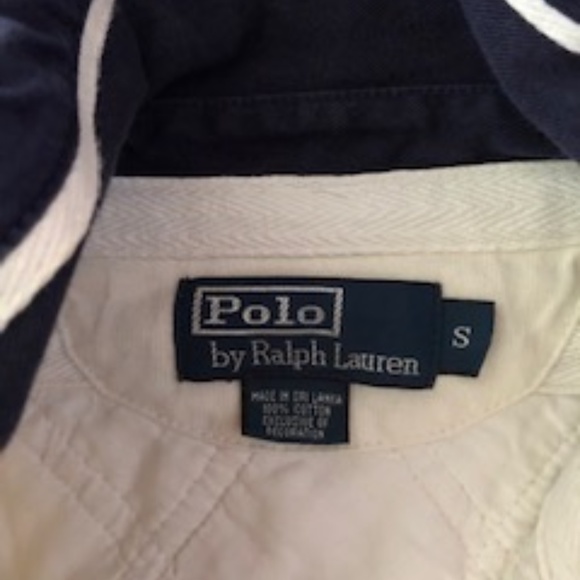 Polo
by Ralph Lauren
S
MADE IN SRI LANKA
100% COTTON
EXCLUSIVE OF
DECORATION